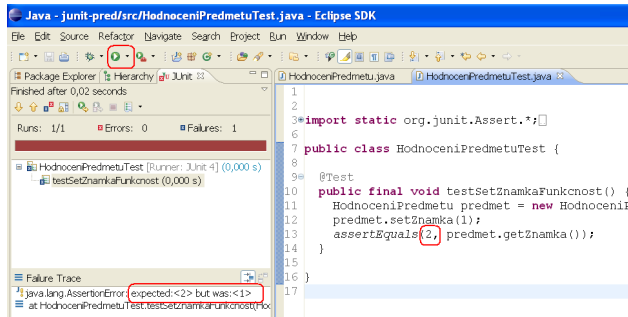 Java - junit-pred/src/HodnoceniPredmetuTest.java - Eclipse SDK
File Edit Source Refactor Navigate Search Project Run Window Help
Package Explorer Hierarchy JUnit
Finished after 0,02 seconds
Runs: 1/1 Errors: 0 Failures: 1
HodnoceniPredmetuTest [Runner: JUnit 4] (0,000 s)
testSetZnamkaFunkcnost (0,000 s)
Failure Trace
java.lang.AssertionError: expected:<2> but was:<1>
at HodnoceniPredmetuTest.testSetZnamkaFunkcnost(Hod
HodnoceniPredmetu.java HodnoceniPredmetuTest.java
1
2
3 import static org.junit.Assert.*;
6
7 public class HodnoceniPredmetuTest {
8
9 @Test
10 public final void testSetZnamkaFunkcnost() {
11 HodnoceniPredmetu predmet = new HodnoceniP
12 predmet.setZnamka(1);
13 assertEquals(2, predmet.getZnamka());
14 }
15
16 }
17